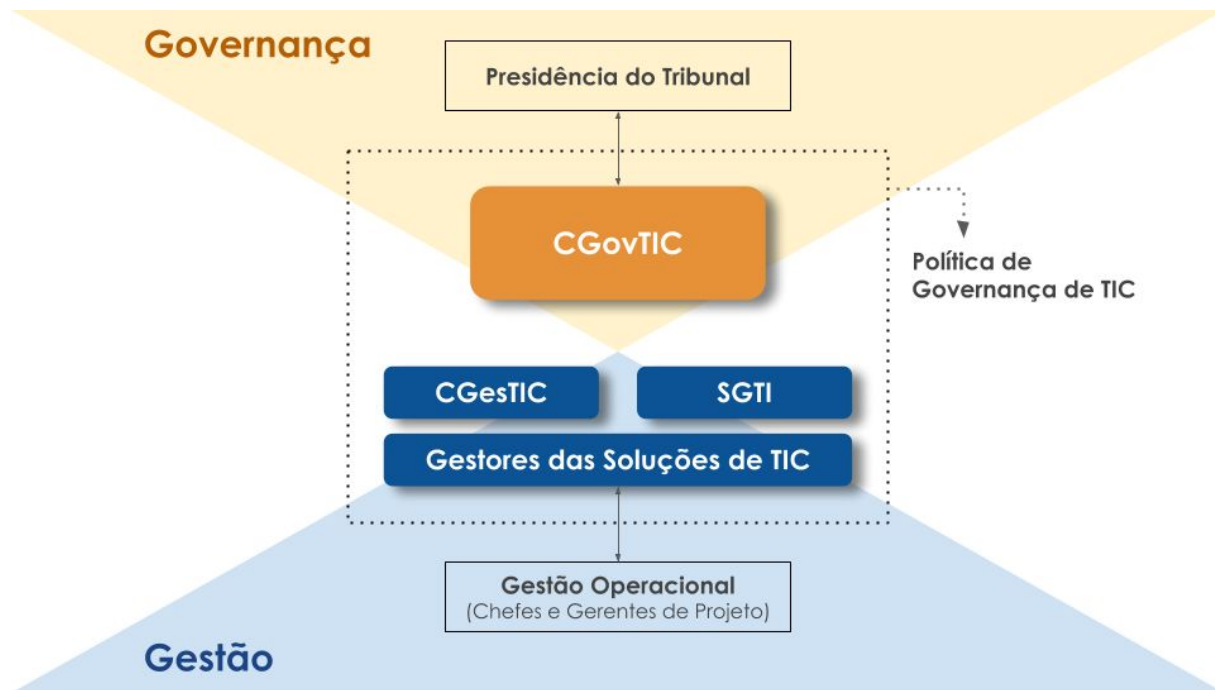 Governança
Presidência do Tribunal
CGovTIC
Política de
Governança de TIC
CGesTIC
SGTI
Gestores das Soluções de TIC
Gestão Operacional
(Chefes e Gerentes de Projeto)
Gestão